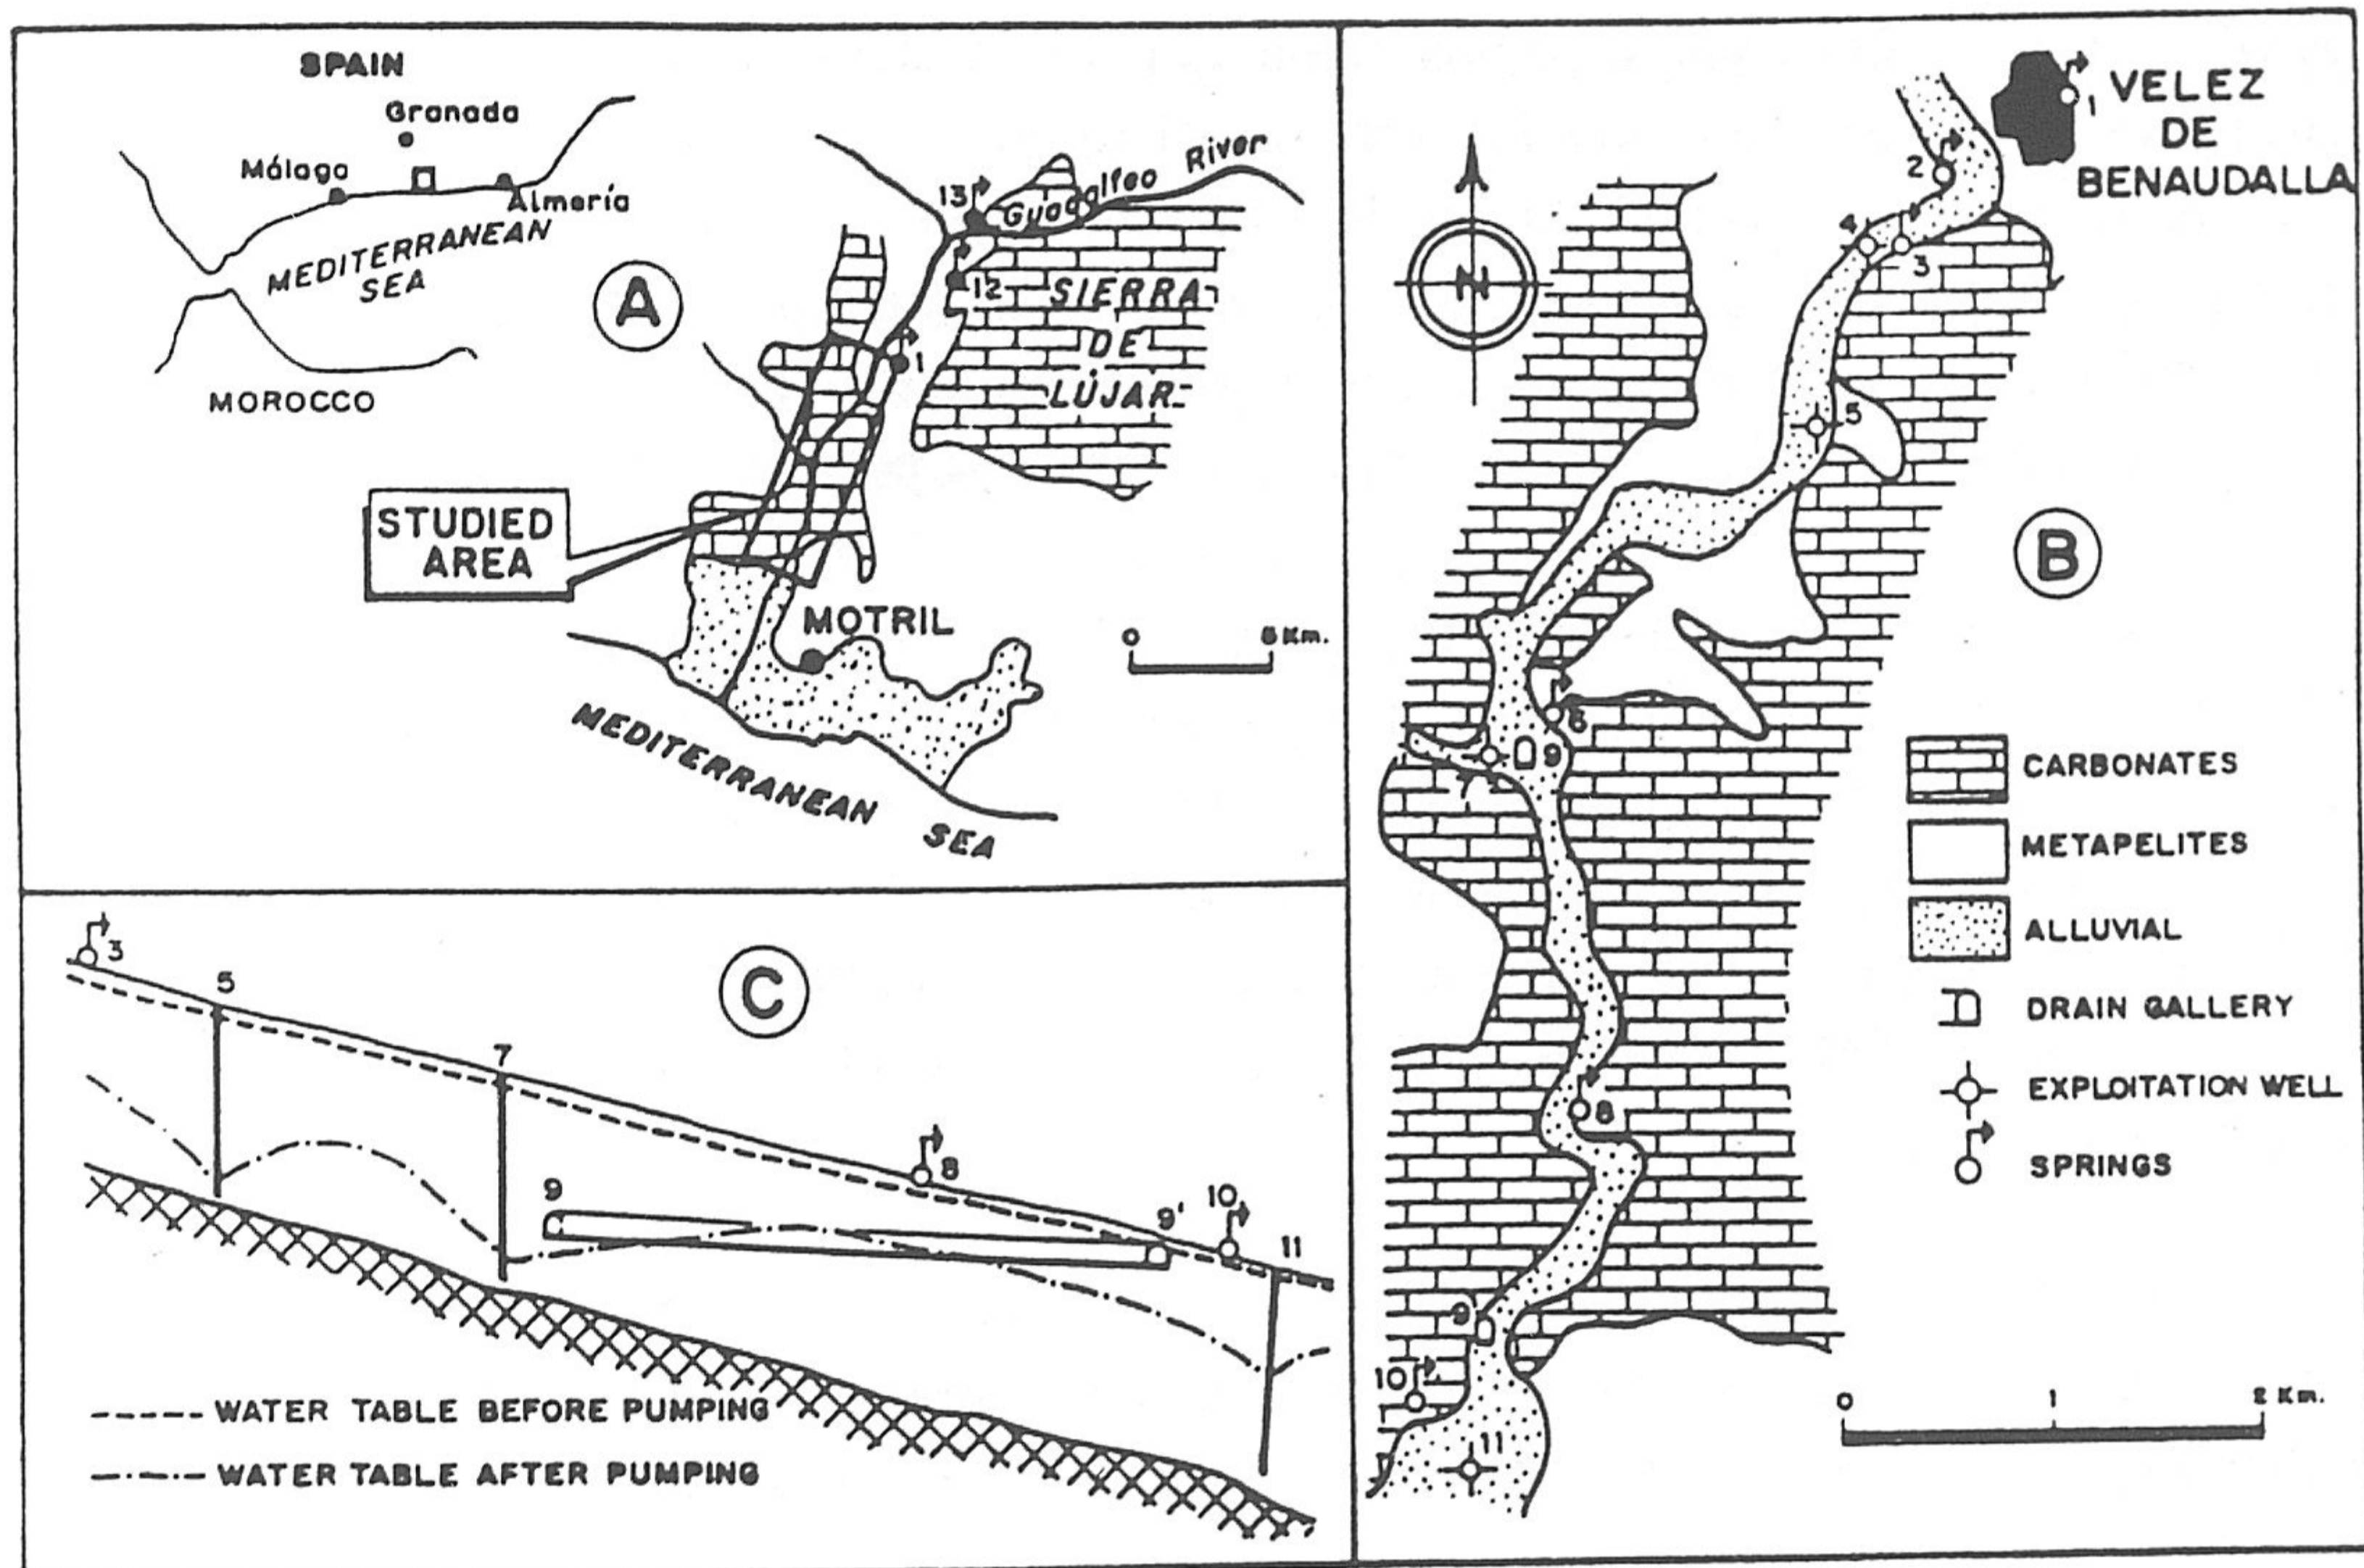 SPAIN
Granada
Málaga
Almería
MEDITERRANEAN
SEA
MOROCCO
A
13
Guadalfeo River
12
SIERRA
DE
LÚJAR
1
STUDIED
AREA
MOTRIL
0 5 Km.
MEDITERRANEAN SEA
B
N
1 VELEZ
DE
BENAUDALLA
2
4
3
5
6
7
9
8
9
10
11
CARBONATES
METAPELITES
ALLUVIAL
DRAIN GALLERY
EXPLOITATION WELL
SPRINGS
0 1 2 Km.
C
3
5
7
8
9
9'
10
11
WATER TABLE BEFORE PUMPING
WATER TABLE AFTER PUMPING